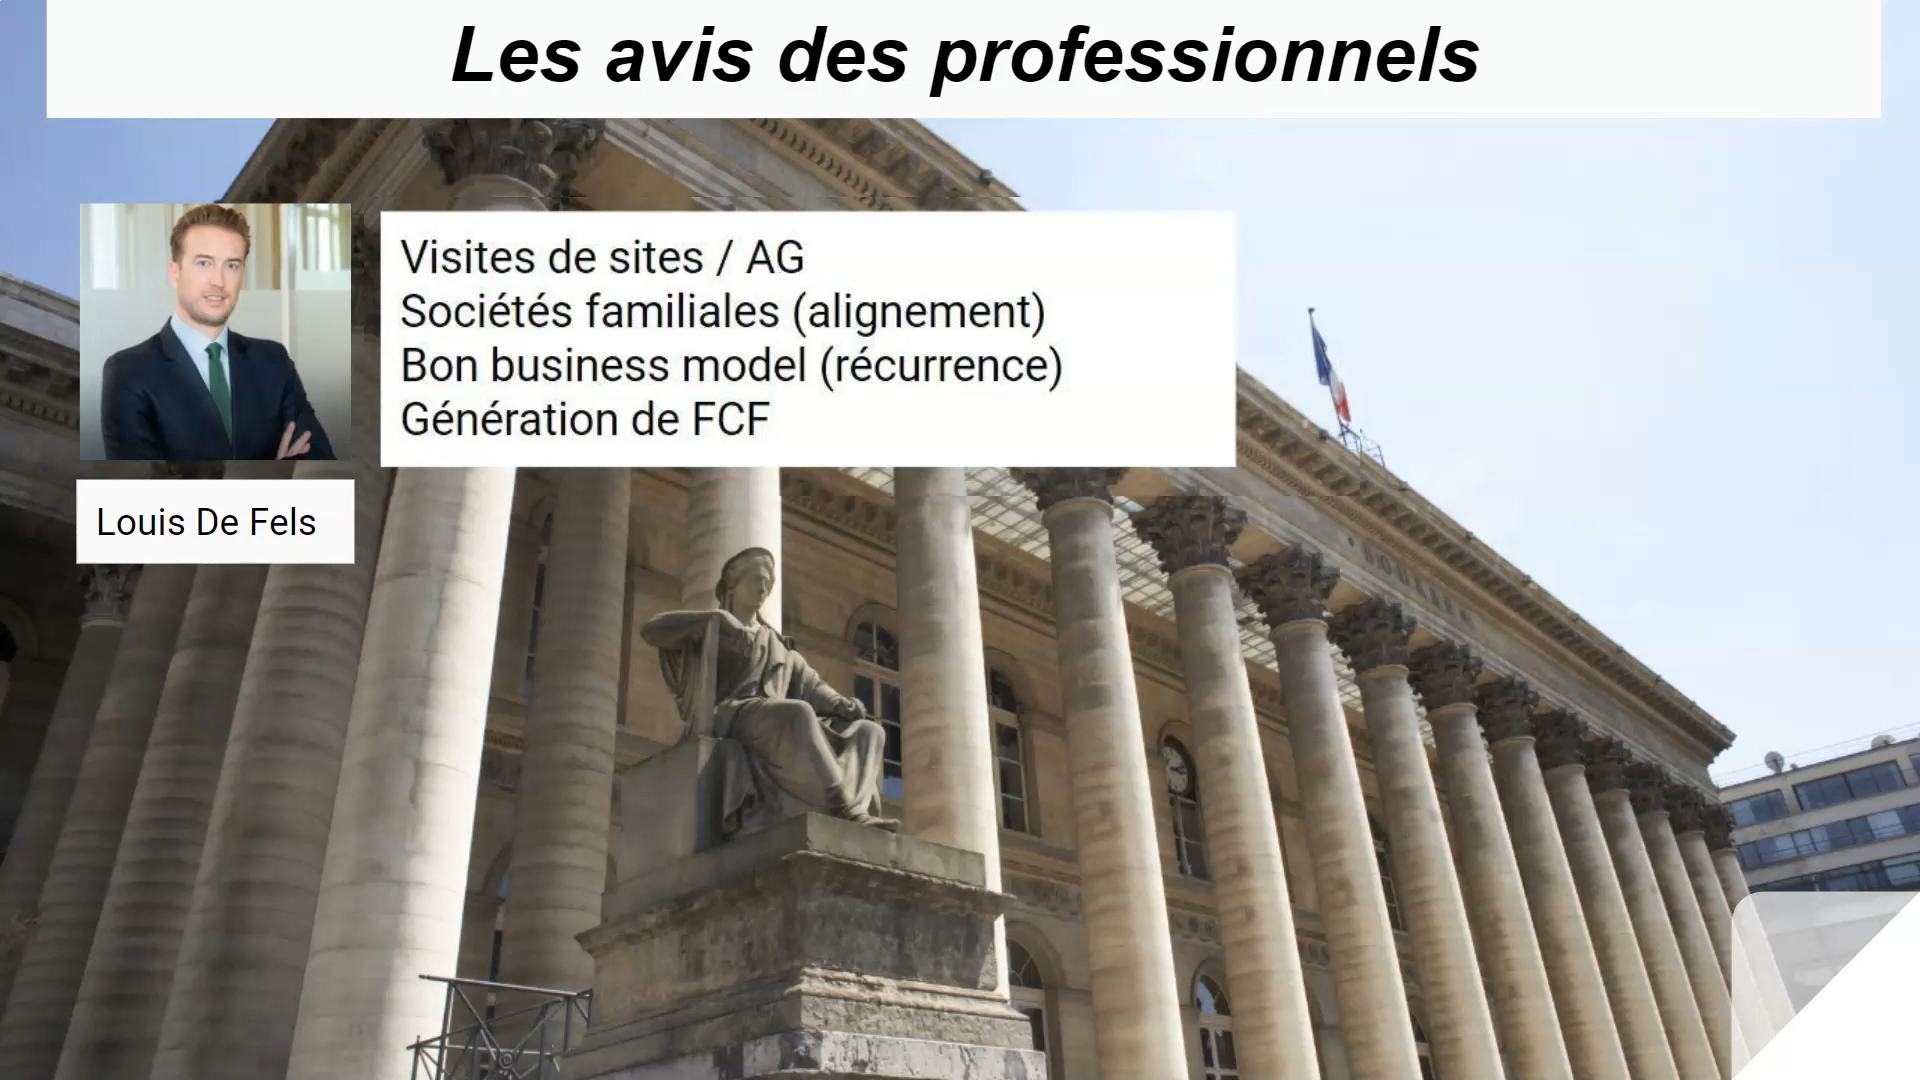 Les avis des professionnels
Visites de sites / AG
Sociétés familiales (alignement)
Bon business model (récurrence)
Génération de FCF
Louis De Fels